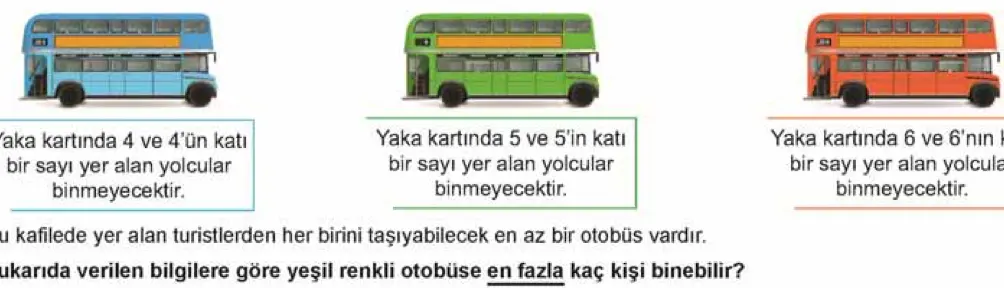 Yaka kartında 4 ve 4'ün katı
bir sayı yer alan yolcular
binmeyecektir.
Yaka kartında 5 ve 5'in katı
bir sayı yer alan yolcular
binmeyecektir.
Yaka kartında 6 ve 6'nın k
bir sayı yer alan yolcula
binmeyecektir.
u kafilede yer alan turistlerden her birini taşıyabilecek en az bir otobüs vardır.
ukarıda verilen bilgilere göre yeşil renkli otobüse en fazla kaç kişi binebilir?